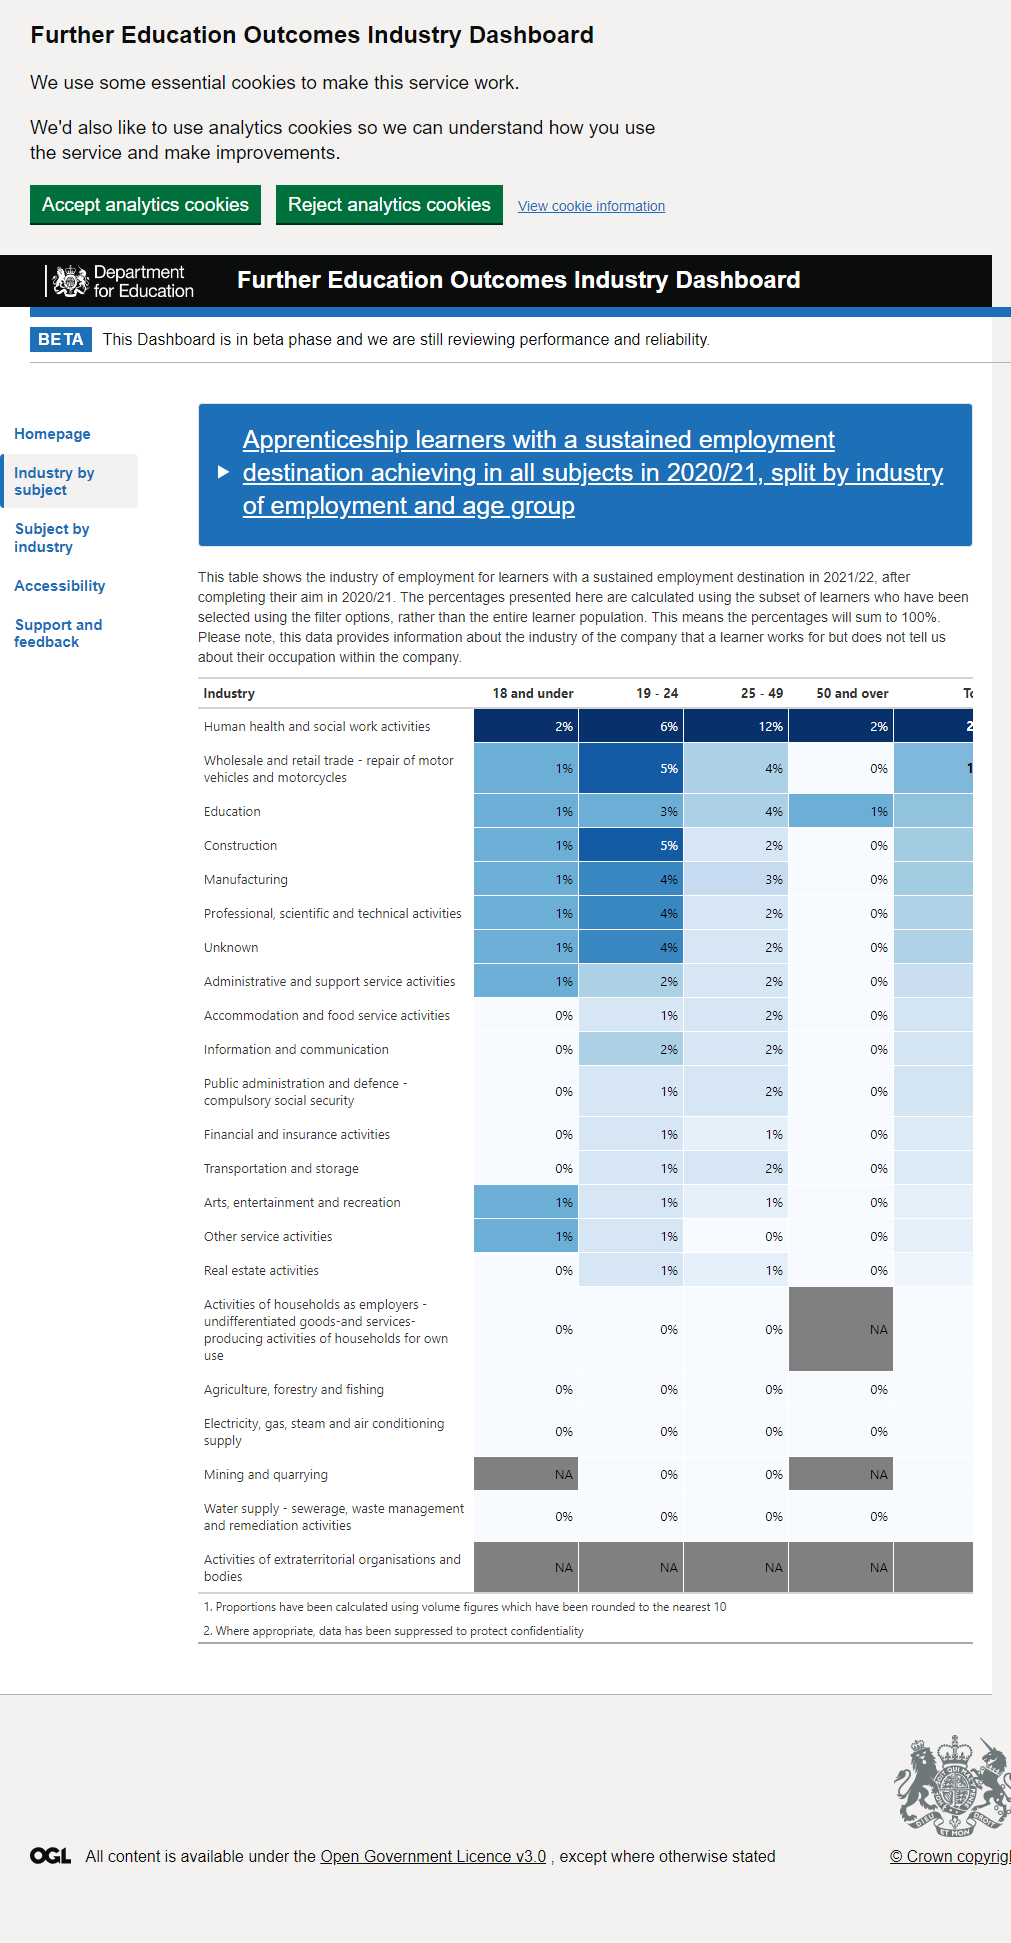 Further Education Outcomes Industry Dashboard
We use some essential cookies to make this service work.
We'd also like to use analytics cookies so we can understand how you use
the service and make improvements.
Accept analytics cookies Reject analytics cookies View cookie information
Department
for Education
Further Education Outcomes Industry Dashboard
BETA This Dashboard is in beta phase and we are still reviewing performance and reliability.
Homepage
Industry by
subject
Subject by
industry
Accessibility
Support and
feedback
Apprenticeship learners with a sustained employment
destination achieving in all subjects in 2020/21, split by industry
of employment and age group
This table shows the industry of employment for learners with a sustained employment destination in 2021/22, after
completing their aim in 2020/21. The percentages presented here are calculated using the subset of learners who have been
selected using the filter options, rather than the entire learner population. This means the percentages will sum to 100%.
Please note, this data provides information about the industry of the company that a learner works for but does not tell us
about their occupation within the company.
Industry 18 and under 19 - 24 25 - 49 50 and over
Human health and social work activities 2% 6% 12% 2% 2
Wholesale and retail trade - repair of motor
vehicles and motorcycles 1% 5% 4% 0% 1
Education 1% 3% 4% 1%
Construction 1% 5% 2% 0%
Manufacturing 1% 4% 3% 0%
Professional, scientific and technical activities 1% 4% 2% 0%
Unknown 1% 4% 2% 0%
Administrative and support service activities 1% 2% 2% 0%
Accommodation and food service activities 0% 1% 2% 0%
Information and communication 0% 2% 2% 0%
Public administration and defence -
compulsory social security 0% 1% 2% 0%
Financial and insurance activities 0% 1% 1% 0%
Transportation and storage 0% 1% 2% 0%
Arts, entertainment and recreation 1% 1% 1% 0%
Other service activities 1% 1% 0% 0%
Real estate activities 0% 1% 1% 0%
Activities of households as employers -
undifferentiated goods-and services-
producing activities of households for own
use 0% 0% 0% NA
Agriculture, forestry and fishing 0% 0% 0% 0%
Electricity, gas, steam and air conditioning
supply 0% 0% 0% 0%
Mining and quarrying NA 0% 0% NA
Water supply - sewerage, waste management
and remediation activities 0% 0% 0% 0%
Activities of extraterritorial organisations and
bodies NA NA NA NA
1. Proportions have been calculated using volume figures which have been rounded to the nearest 10
2. Where appropriate, data has been suppressed to protect confidentiality
DIEU ET MON DROIT
OGL All content is available under the Open Government Licence v3.0 , except where otherwise stated
© Crown